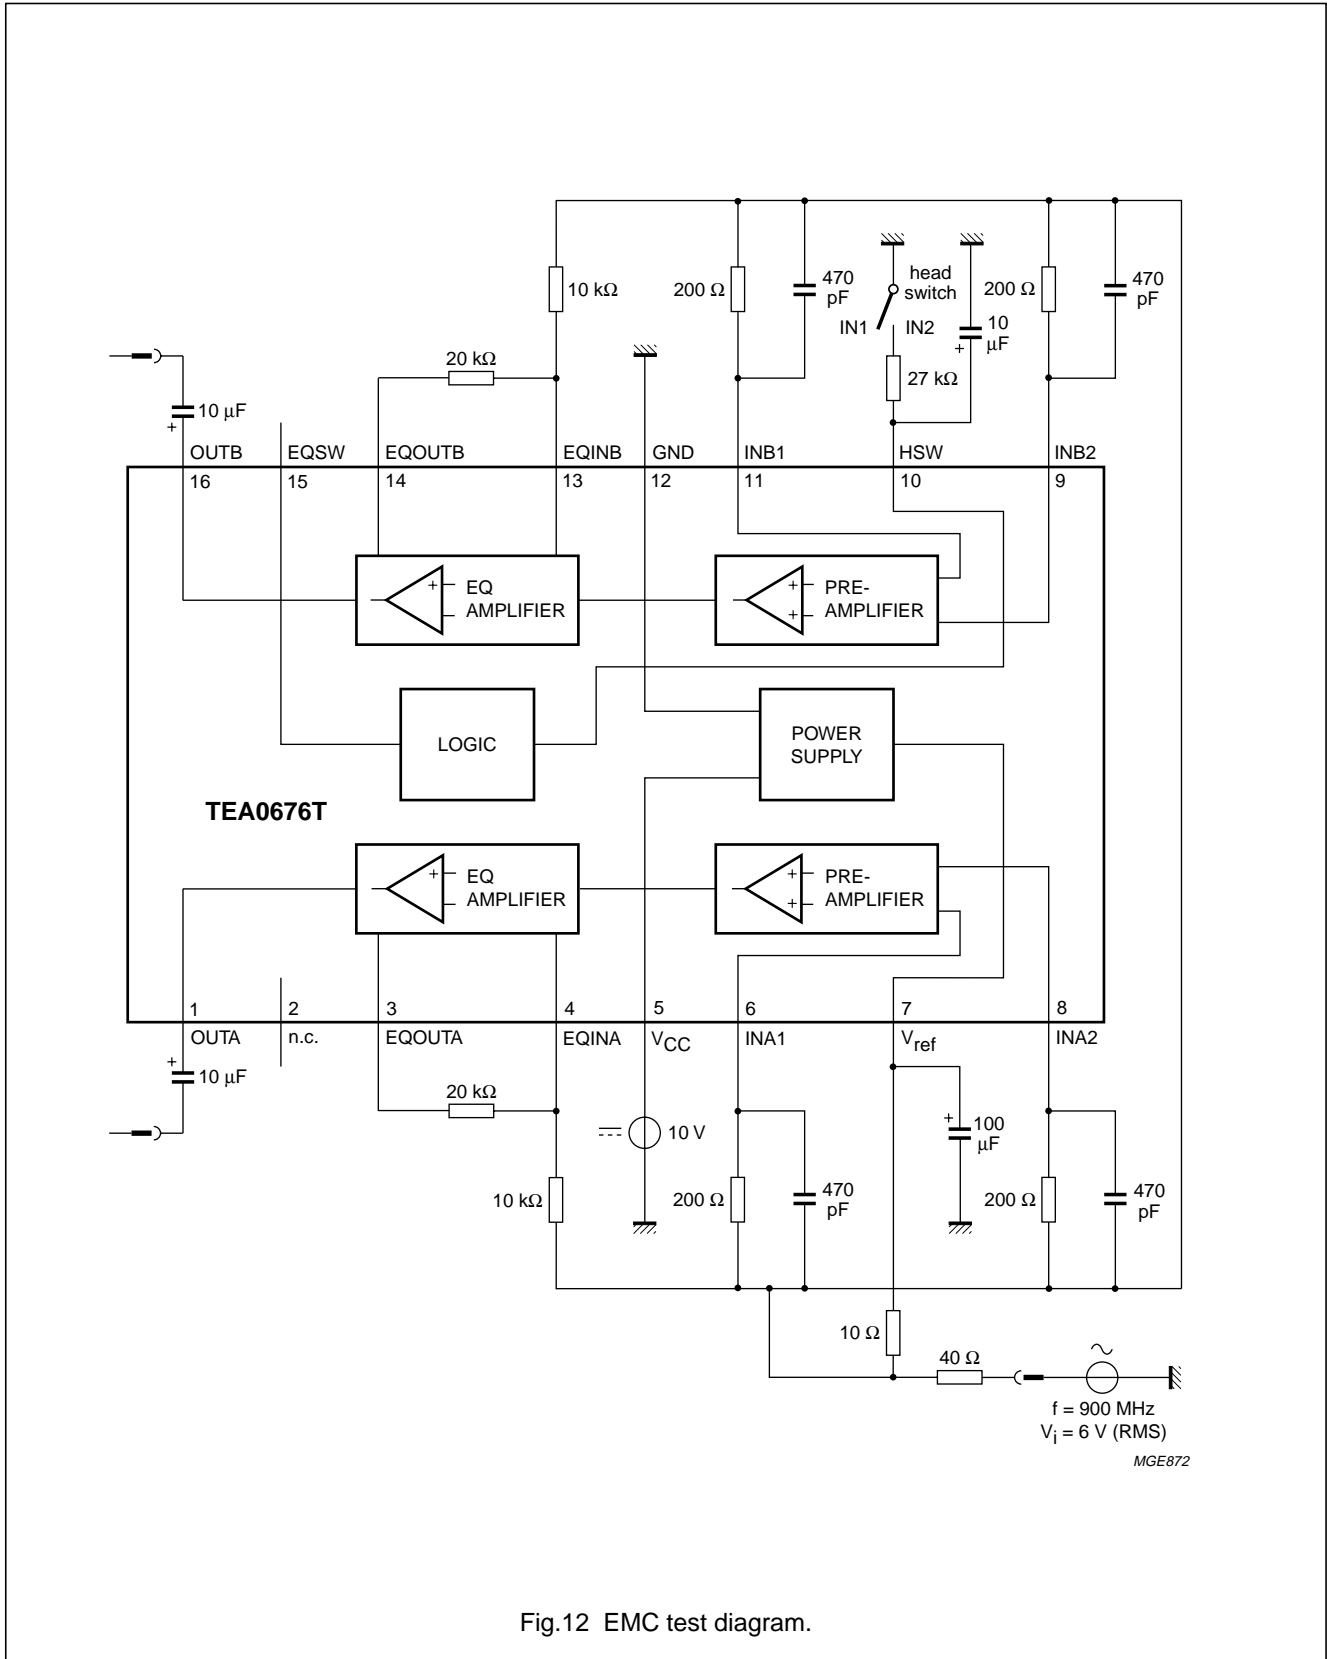 10 kΩ
200 Ω
470
pF
head
switch
IN1
IN2
+
10
μF
200 Ω
470
pF
20 kΩ
27 kΩ
10 μF
+
OUTB
EQSW
EQOUTB
EQINB
GND
INB1
HSW
INB2
16
15
14
13
12
11
10
9
+
EQ
AMPLIFIER
+
+
PRE-
AMPLIFIER
LOGIC
POWER
SUPPLY
TEA0676T
+
EQ
AMPLIFIER
+
+
PRE-
AMPLIFIER
1
2
3
4
5
6
7
8
OUTA
n.c.
EQOUTA
EQINA
VCC
INA1
Vref
INA2
+
10 μF
20 kΩ
10 V
+
100
μF
10 kΩ
200 Ω
470
pF
200 Ω
470
pF
10 Ω
40 Ω
f = 900 MHz
Vi = 6 V (RMS)
MGE872
Fig.12 EMC test diagram.